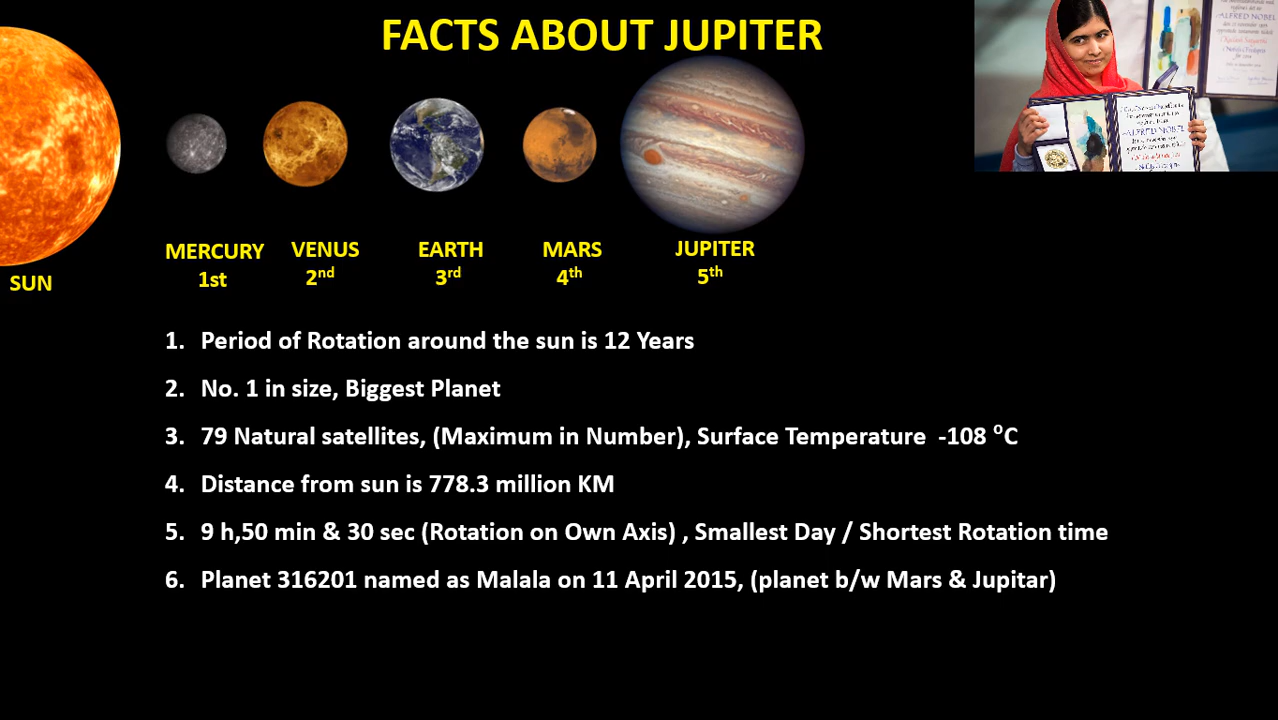 FACTS ABOUT JUPITER
ALFRED NOBEL
ALFRED NOBEL
MERCURY
1st
VENUS
2nd
EARTH
3rd
MARS
4th
JUPITER
5th
SUN
1. Period of Rotation around the sun is 12 Years
2. No. 1 in size, Biggest Planet
3. 79 Natural satellites, (Maximum in Number), Surface Temperature -108 ⁰C
4. Distance from sun is 778.3 million KM
5. 9 h,50 min & 30 sec (Rotation on Own Axis) , Smallest Day / Shortest Rotation time
6. Planet 316201 named as Malala on 11 April 2015, (planet b/w Mars & Jupitar)